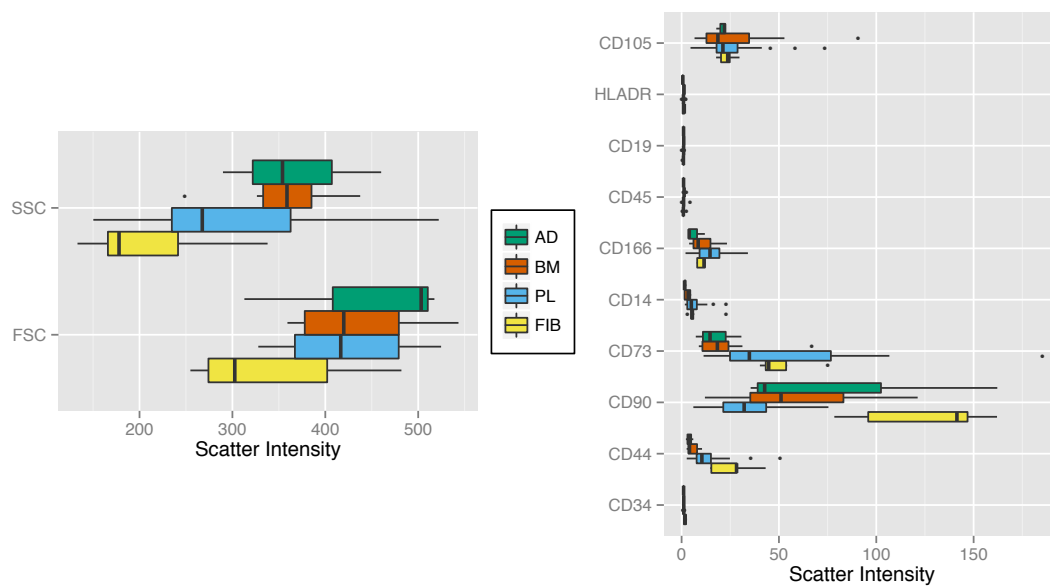 SSC
FSC
200 300 400 500
Scatter Intensity
AD
BM
PL
FIB
CD105
HLADR
CD19
CD45
CD166
CD14
CD73
CD90
CD44
CD34
0 50 100 150
Scatter Intensity